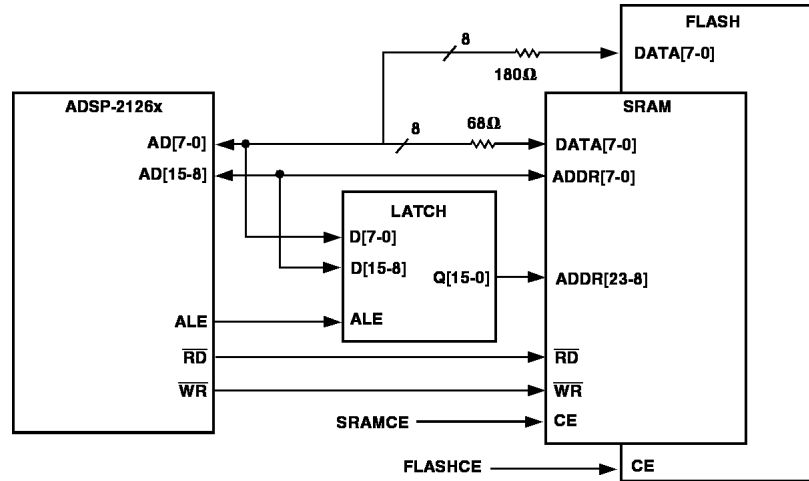 FLASH
8
DATA[7-0]
180Ω
ADSP-2126x
SRAM
AD[7-0]
8
68Ω
DATA[7-0]
AD[15-8]
ADDR[7-0]
LATCH
D[7-0]
D[15-8]
Q[15-0]
ADDR[23-8]
ALE
ALE
RD
RD
WR
WR
SRAMCE
CE
FLASHCE
CE